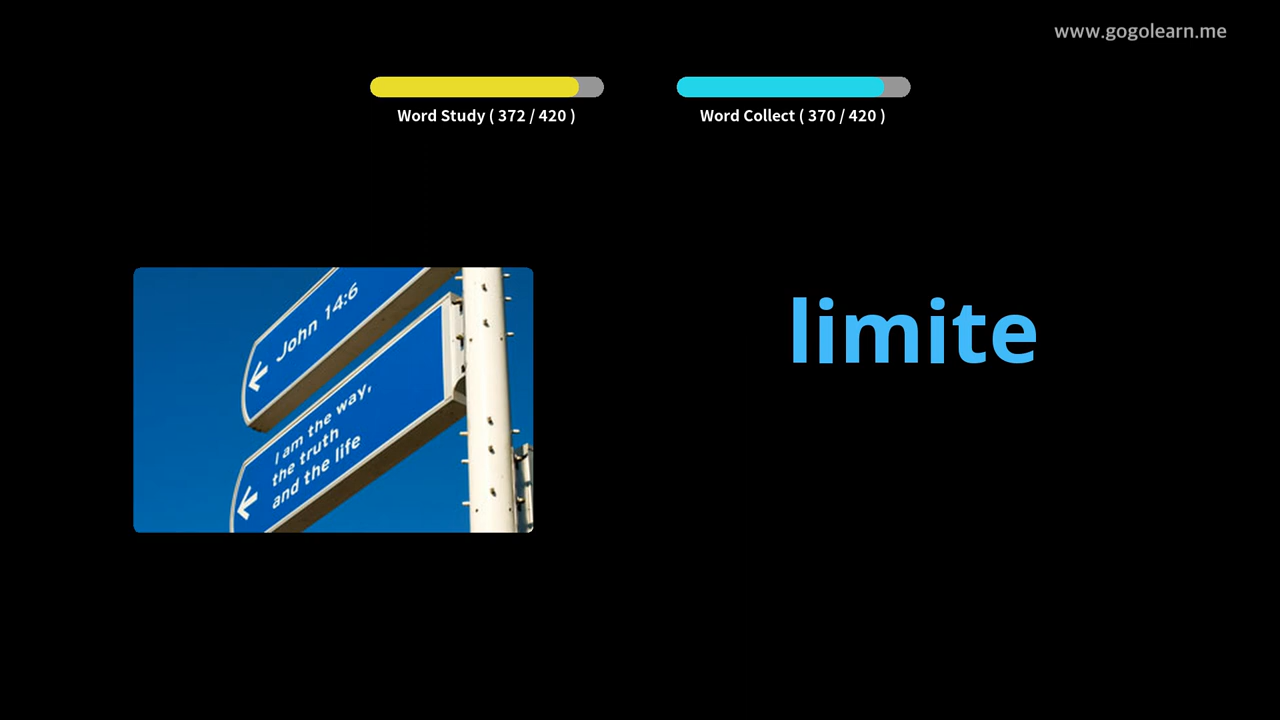 www.gogolearn.me
Word Study ( 372 / 420 )
Word Collect ( 370 / 420 )
John 14:6
I am the way,
the truth
and the life
limite